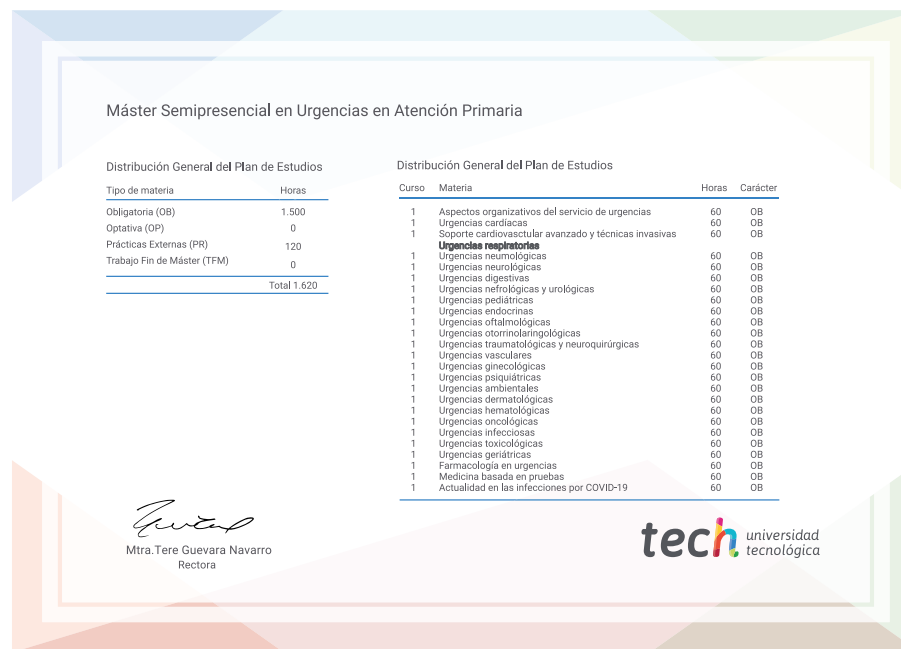 Máster Semipresencial en Urgencias en Atención Primaria
Distribución General del Plan de Estudios
Tipo de materia Horas
Obligatoria (OB) 1.500
Optativa (OP) 0
Prácticas Externas (PR) 120
Trabajo Fin de Máster (TFM) 0
Total 1.620
Distribución General del Plan de Estudios
Curso Materia Horas Carácter
1 Aspectos organizativos del servicio de urgencias 60 OB
1 Urgencias cardíacas 60 OB
1 Soporte cardiovasctular avanzado y técnicas invasivas 60 OB
Urgencias respiratorias
1 Urgencias neumológicas 60 OB
1 Urgencias neurológicas 60 OB
1 Urgencias digestivas 60 OB
1 Urgencias nefrológicas y urológicas 60 OB
1 Urgencias pediátricas 60 OB
1 Urgencias endocrinas 60 OB
1 Urgencias oftalmológicas 60 OB
1 Urgencias otorrinolaringológicas 60 OB
1 Urgencias traumatológicas y neuroquirúrgicas 60 OB
1 Urgencias vasculares 60 OB
1 Urgencias ginecológicas 60 OB
1 Urgencias psiquiátricas 60 OB
1 Urgencias ambientales 60 OB
1 Urgencias dermatológicas 60 OB
1 Urgencias hematológicas 60 OB
1 Urgencias oncológicas 60 OB
1 Urgencias infecciosas 60 OB
1 Urgencias toxicológicas 60 OB
1 Urgencias geriátricas 60 OB
1 Farmacología en urgencias 60 OB
1 Medicina basada en pruebas 60 OB
1 Actualidad en las infecciones por COVID-19 60 OB
Mtra.Tere Guevara Navarro
Rectora
tech universidad
tecnológica